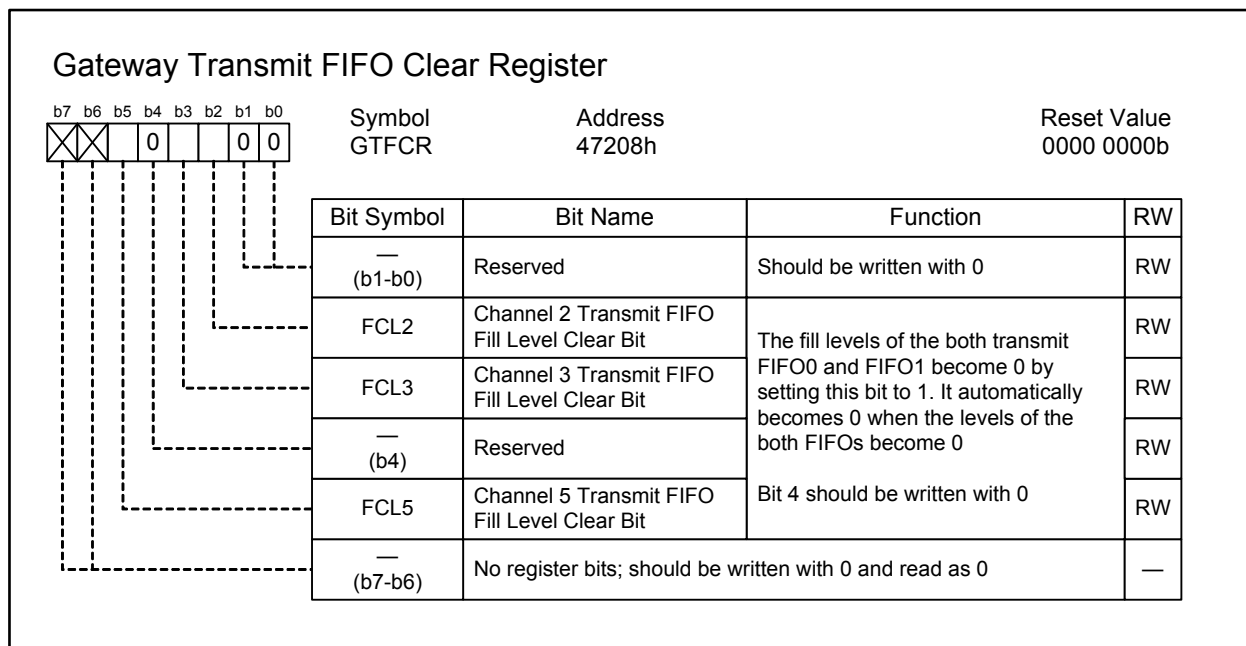 Gateway Transmit FIFO Clear Register
b7 b6 b5 b4 b3 b2 b1 b0
0 0 0
Symbol Address Reset Value
GTFCR 47208h 0000 0000b
Bit Symbol Bit Name Function RW
—
(b1-b0)
Reserved
Should be written with 0
RW
FCL2
Channel 2 Transmit FIFO
Fill Level Clear Bit
The fill levels of the both transmit
FIFO0 and FIFO1 become 0 by
setting this bit to 1. It automatically
becomes 0 when the levels of the
both FIFOs become 0
Bit 4 should be written with 0
RW
FCL3
Channel 3 Transmit FIFO
Fill Level Clear Bit
RW
—
(b4)
Reserved
RW
FCL5
Channel 5 Transmit FIFO
Fill Level Clear Bit
RW
—
(b7-b6)
No register bits; should be written with 0 and read as 0
—